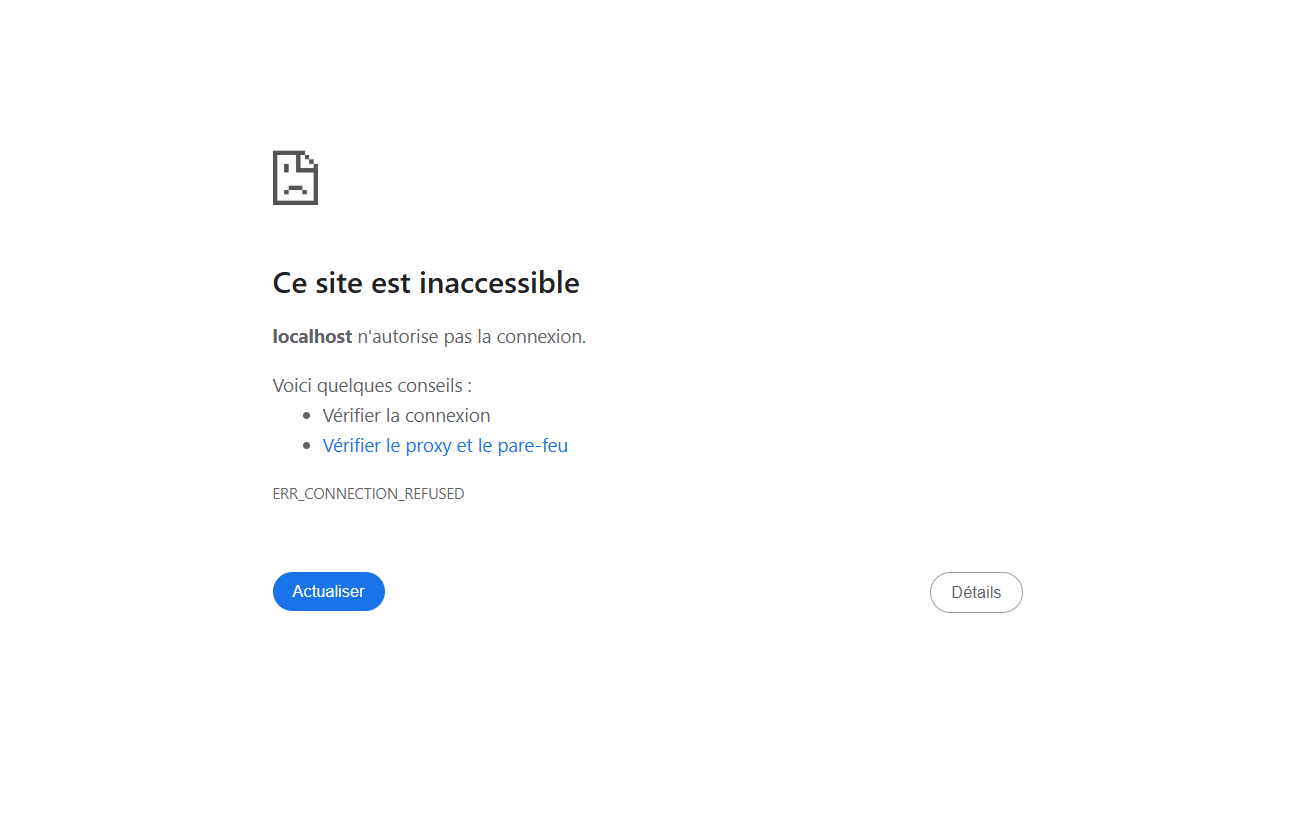 Ce site est inaccessible
localhost n'autorise pas la connexion.
Voici quelques conseils :
Vérifier la connexion
Vérifier le proxy et le pare-feu
ERR_CONNECTION_REFUSED
Actualiser
Détails